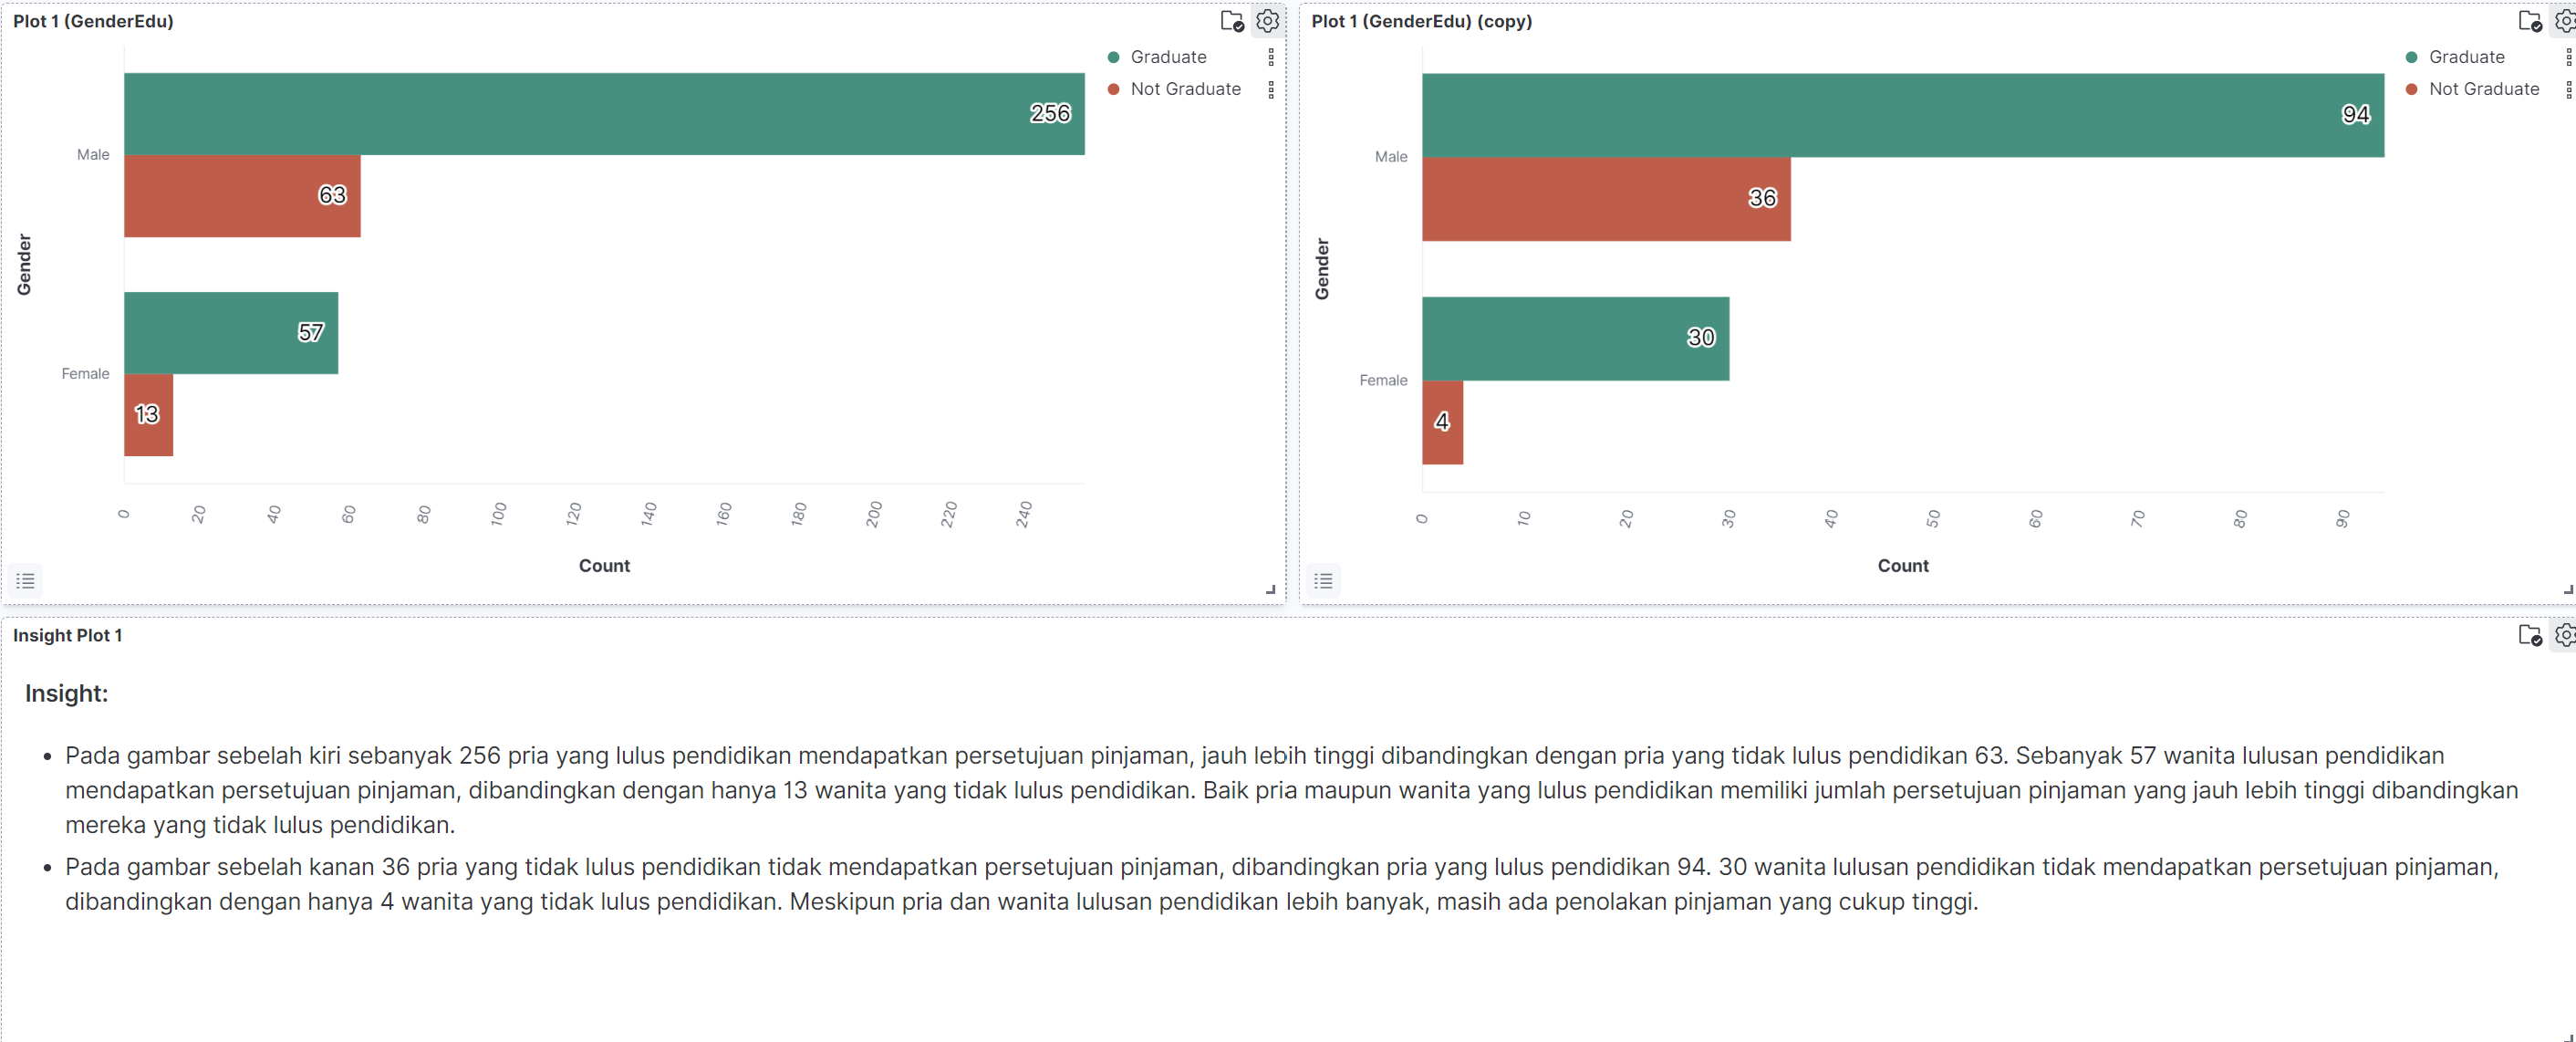 Plot 1 (GenderEdu)
Graduate
Not Graduate
256
63
57
13
Male
Female
Gender
0 20 40 60 80 100 120 140 160 180 200 220 240
Count
Plot 1 (GenderEdu) (copy)
Graduate
Not Graduate
94
36
30
4
Male
Female
Gender
0 10 20 30 40 50 60 70 80 90
Count
Insight Plot 1
Insight:
Pada gambar sebelah kiri sebanyak 256 pria yang lulus pendidikan mendapatkan persetujuan pinjaman, jauh lebih tinggi dibandingkan dengan pria yang tidak lulus pendidikan 63. Sebanyak 57 wanita lulusan pendidikan
mendapatkan persetujuan pinjaman, dibandingkan dengan hanya 13 wanita yang tidak lulus pendidikan. Baik pria maupun wanita yang lulus pendidikan memiliki jumlah persetujuan pinjaman yang jauh lebih tinggi dibandingkan
mereka yang tidak lulus pendidikan.
Pada gambar sebelah kanan 36 pria yang tidak lulus pendidikan tidak mendapatkan persetujuan pinjaman, dibandingkan pria yang lulus pendidikan 94. 30 wanita lulusan pendidikan tidak mendapatkan persetujuan pinjaman,
dibandingkan dengan hanya 4 wanita yang tidak lulus pendidikan. Meskipun pria dan wanita lulusan pendidikan lebih banyak, masih ada penolakan pinjaman yang cukup tinggi.